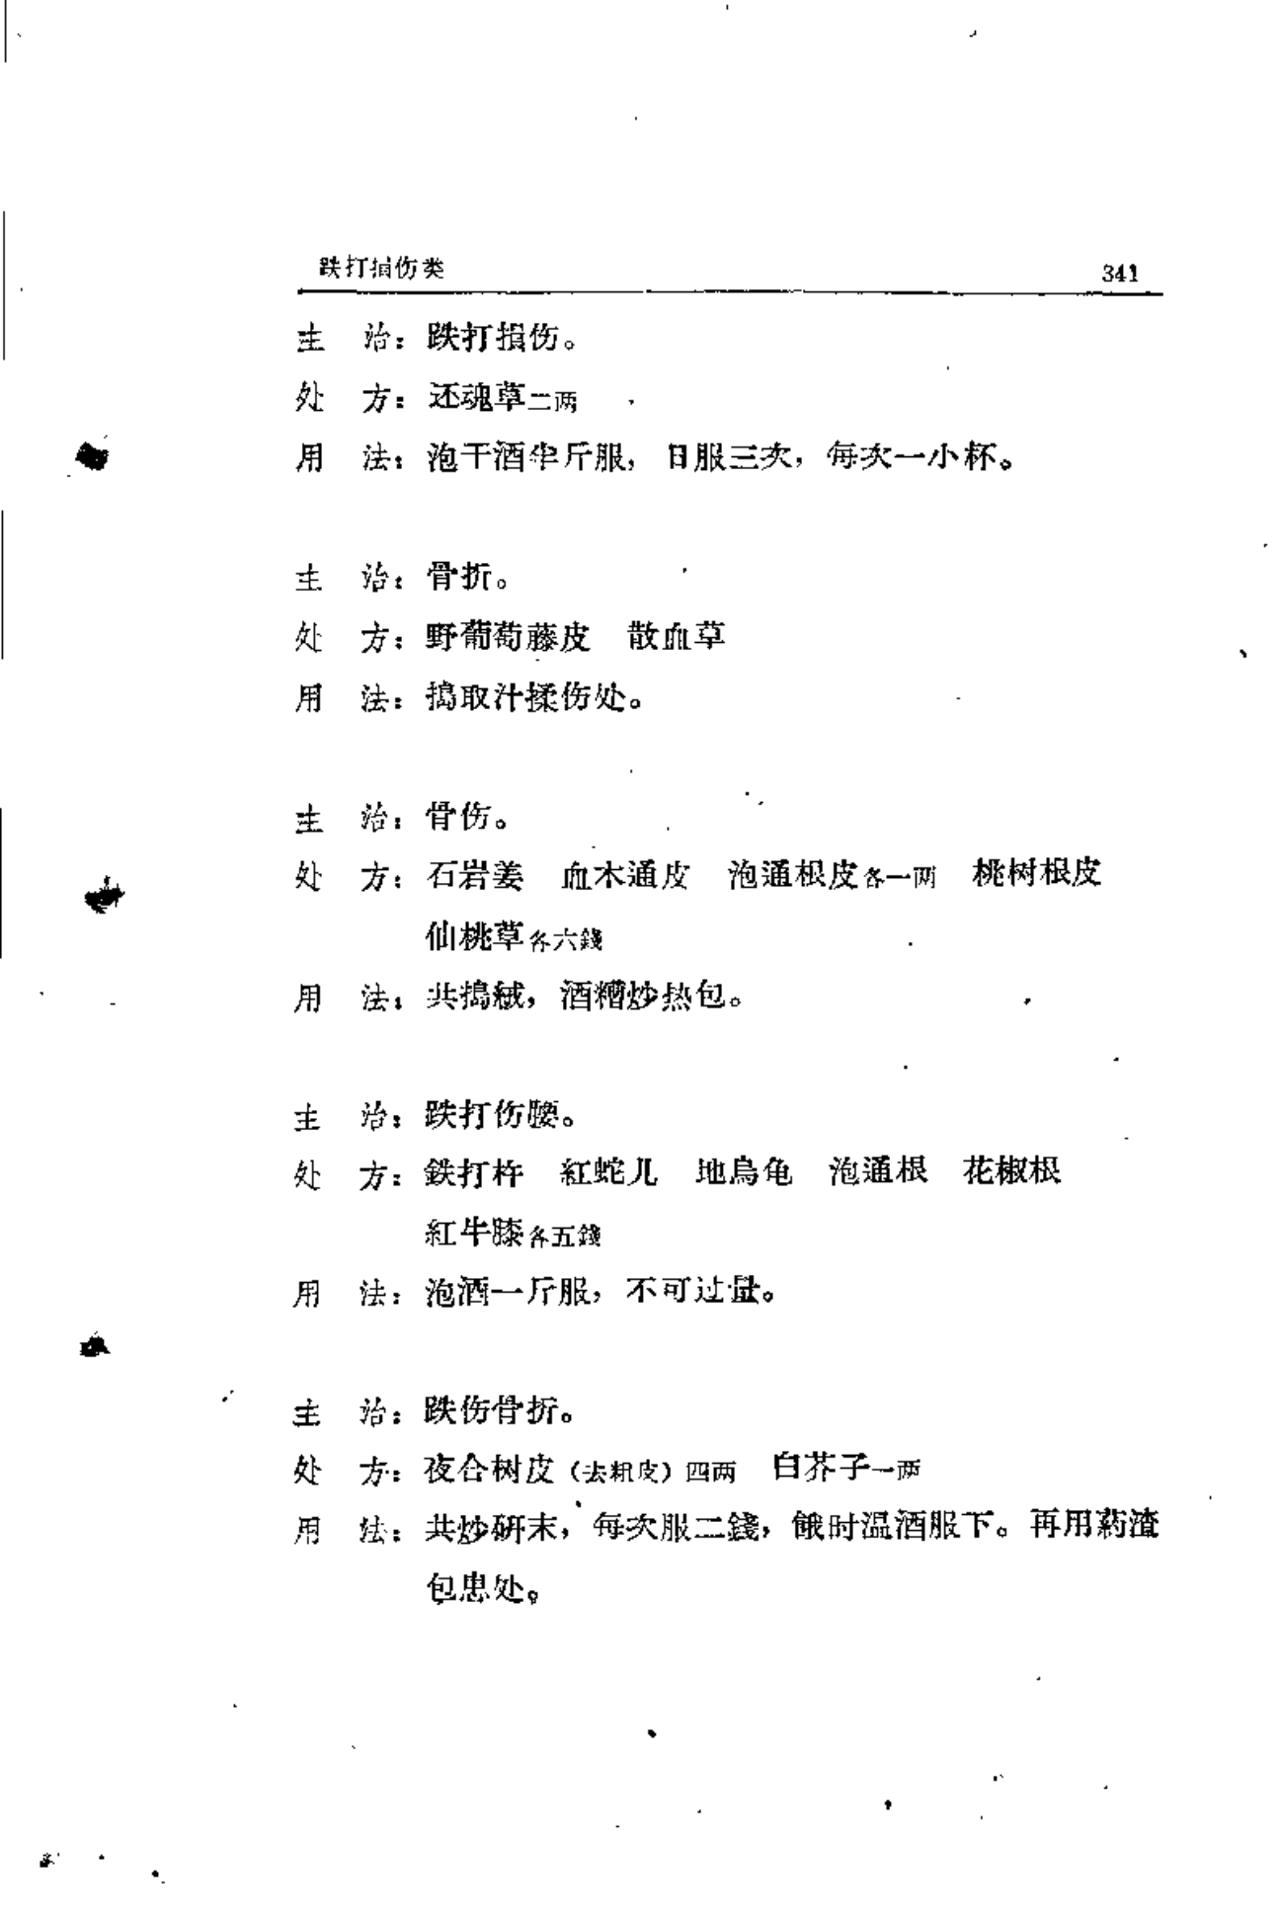 跌打损伤类 341
主 治：跌打損伤。
处 方：还魂草二两
用 法：泡干酒半斤服，日服三次，每次一小杯。
主 治：骨折。
处 方：野葡萄藤皮 散血草
用 法：搗取汁揉伤处。
主 治：骨伤。
处 方：石岩姜 血木通皮 泡通根皮各一两 桃树根皮
仙桃草各六錢
用 法：共搗絨，酒糟炒热包。
主 治：跌打伤腰。
处 方：鉄打杵 紅蛇儿 地烏龟 泡通根 花椒根
紅牛膝各五錢
用 法：泡酒一斤服，不可过量。
主 治：跌伤骨折。
处 方：夜合树皮（去粗皮）四两 白芥子一两
用 法：共炒研末，每次服二錢，餓时温酒服下。再用药渣
包患处。